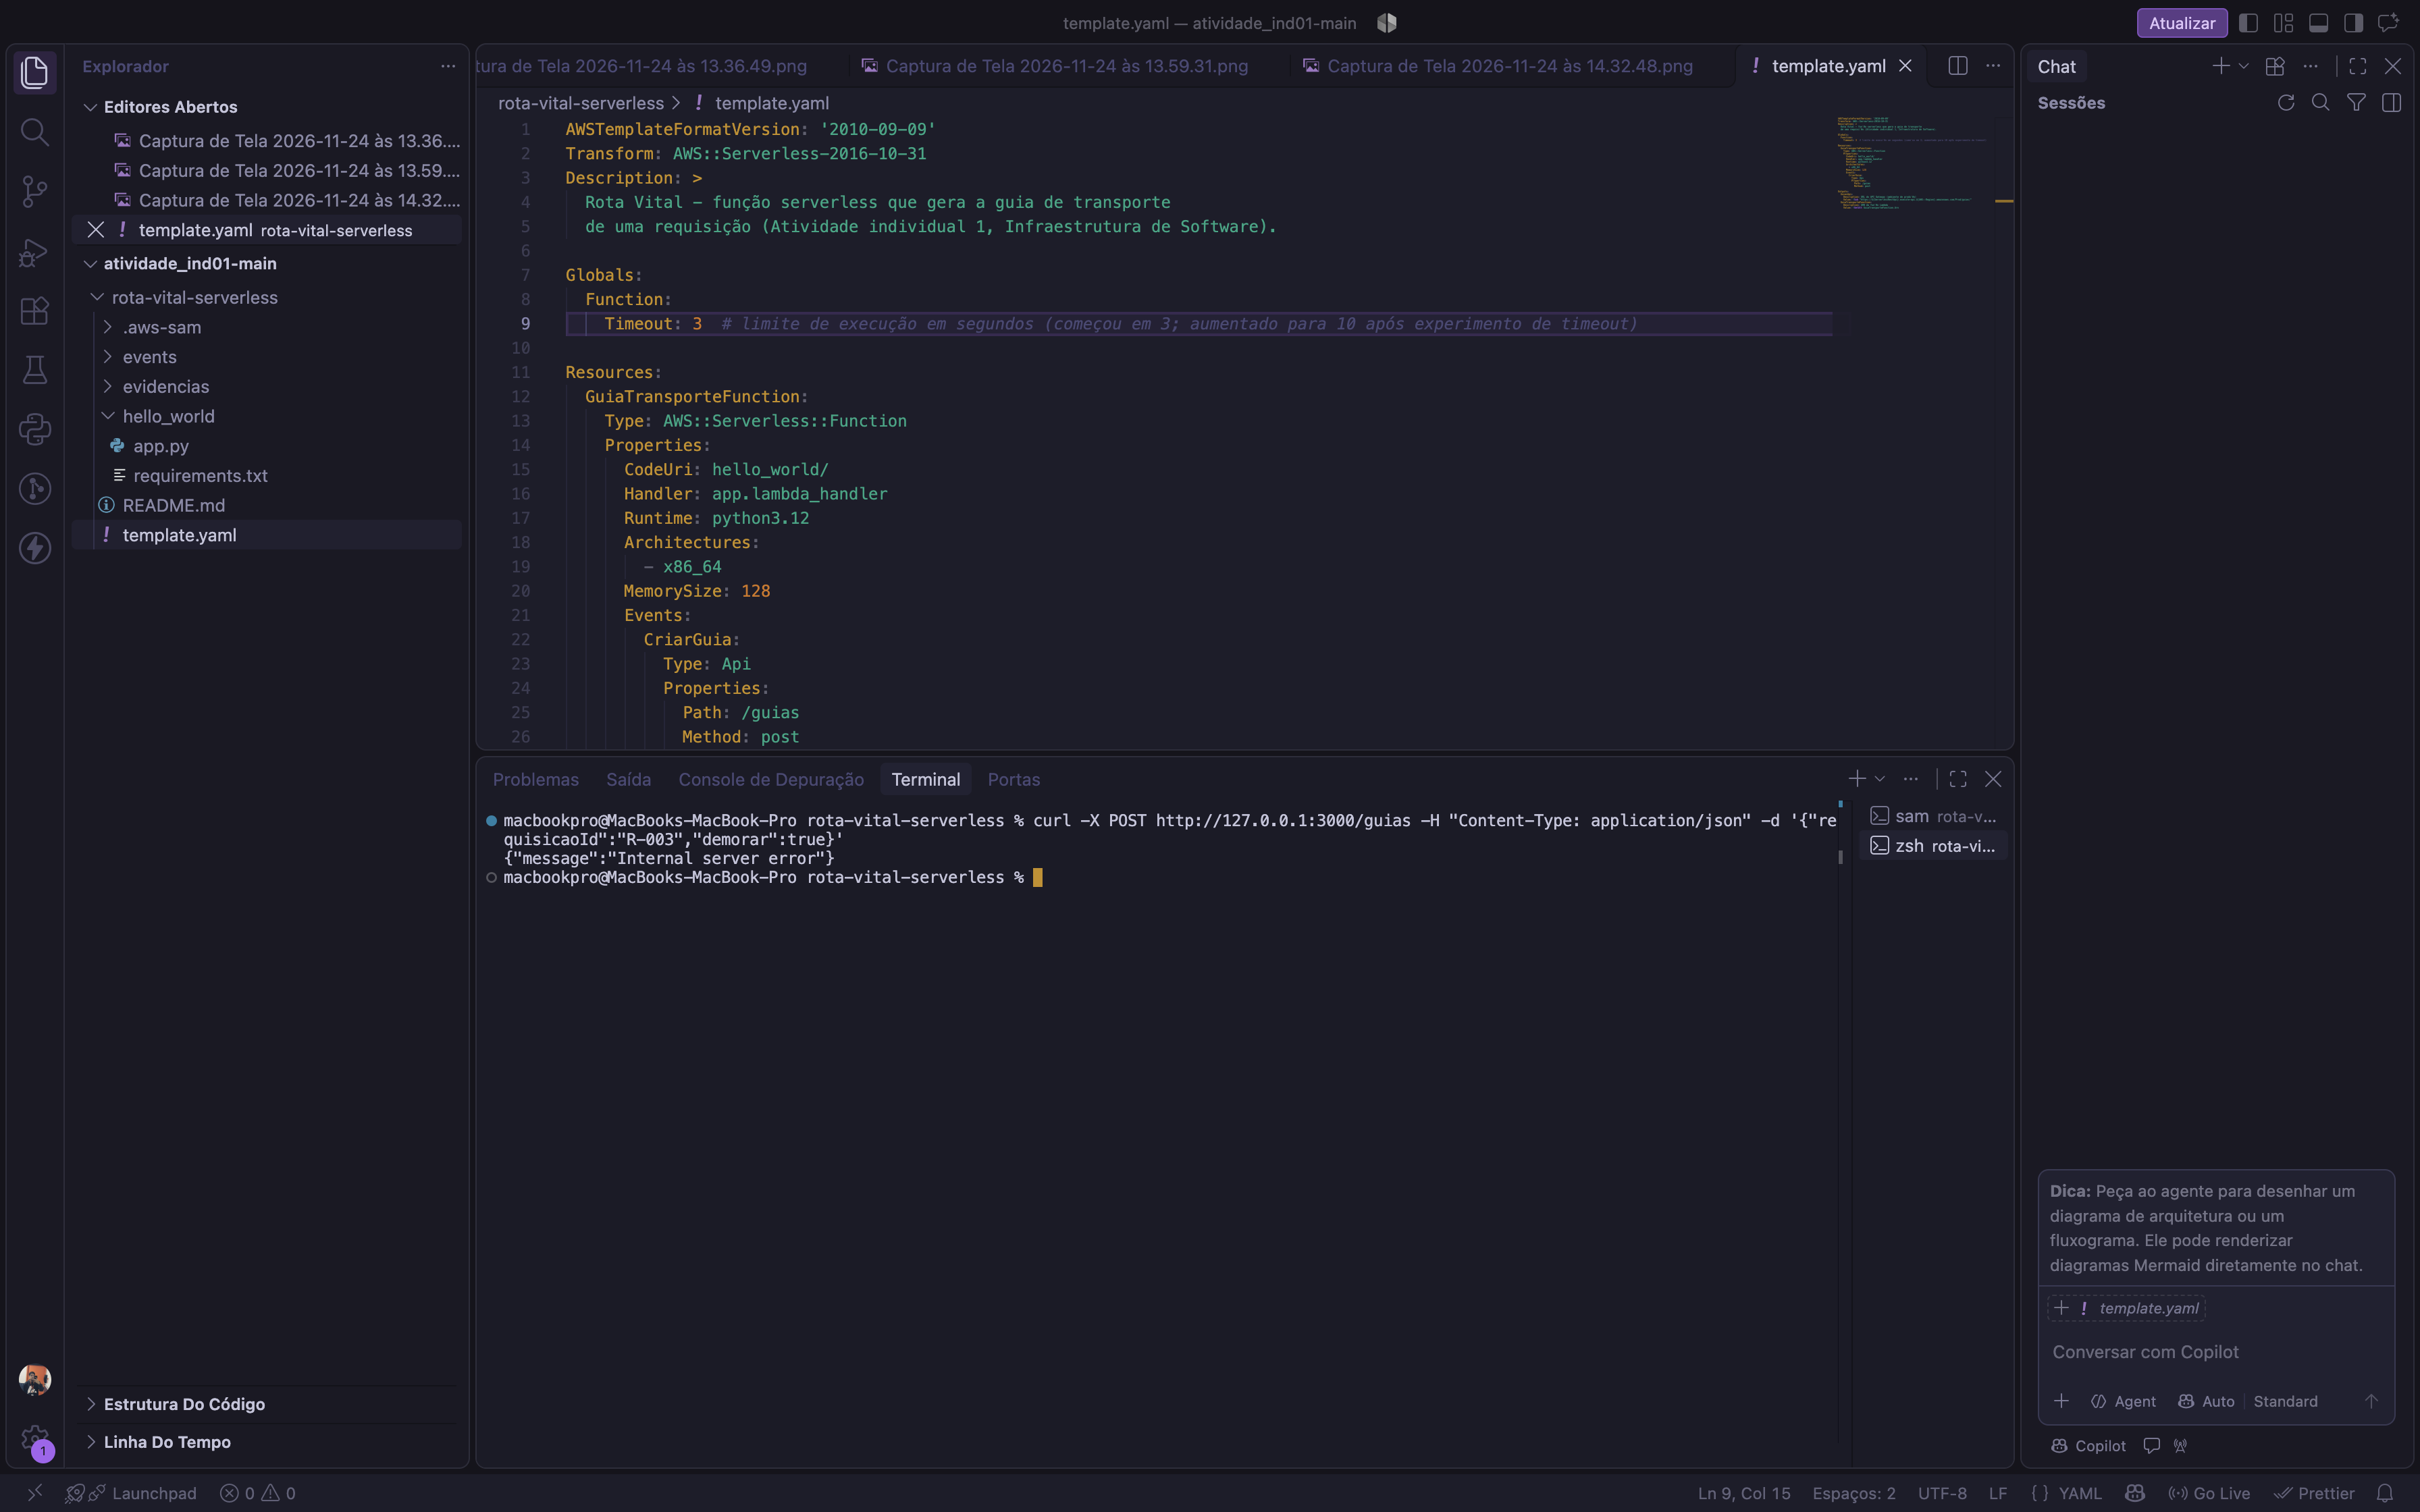 template.yaml — atividade_ind01-main
Atualizar
Explorador
Editores Abertos
Captura de Tela 2026-11-24 às 13.36....
Captura de Tela 2026-11-24 às 13.59....
Captura de Tela 2026-11-24 às 14.32....
! template.yaml rota-vital-serverless
atividade_ind01-main
rota-vital-serverless
.aws-sam
events
evidencias
hello_world
app.py
requirements.txt
README.md
! template.yaml
Estrutura Do Código
Linha Do Tempo
1
tura de Tela 2026-11-24 às 13.36.49.png
Captura de Tela 2026-11-24 às 13.59.31.png
Captura de Tela 2026-11-24 às 14.32.48.png
! template.yaml
rota-vital-serverless > ! template.yaml
1 AWSTemplateFormatVersion: '2010-09-09'
2 Transform: AWS::Serverless-2016-10-31
3 Description: >
4 Rota Vital – função serverless que gera a guia de transporte
5 de uma requisição (Atividade individual 1, Infraestrutura de Software).
6
7 Globals:
8 Function:
9 Timeout: 3 # limite de execução em segundos (começou em 3; aumentado para 10 após experimento de timeout)
10
11 Resources:
12 GuiaTransporteFunction:
13 Type: AWS::Serverless::Function
14 Properties:
15 CodeUri: hello_world/
16 Handler: app.lambda_handler
17 Runtime: python3.12
18 Architectures:
19 - x86_64
20 MemorySize: 128
21 Events:
22 CriarGuia:
23 Type: Api
24 Properties:
25 Path: /guias
26 Method: post
Problemas Saída Console de Depuração Terminal Portas
macbookpro@MacBooks-MacBook-Pro rota-vital-serverless % curl -X POST http://127.0.0.1:3000/guias -H "Content-Type: application/json" -d '{"re
quisicaoId":"R-003","demorar":true}'
{"message":"Internal server error"}
macbookpro@MacBooks-MacBook-Pro rota-vital-serverless %
sam rota-v...
zsh rota-vi...
Chat
Sessões
Dica: Peça ao agente para desenhar um
diagrama de arquitetura ou um
fluxograma. Ele pode renderizar
diagramas Mermaid diretamente no chat.
! template.yaml
Conversar com Copilot
Agent Auto Standard
Copilot
Launchpad 0 0
Ln 9, Col 15 Espaços: 2 UTF-8 LF { } YAML Go Live Prettier